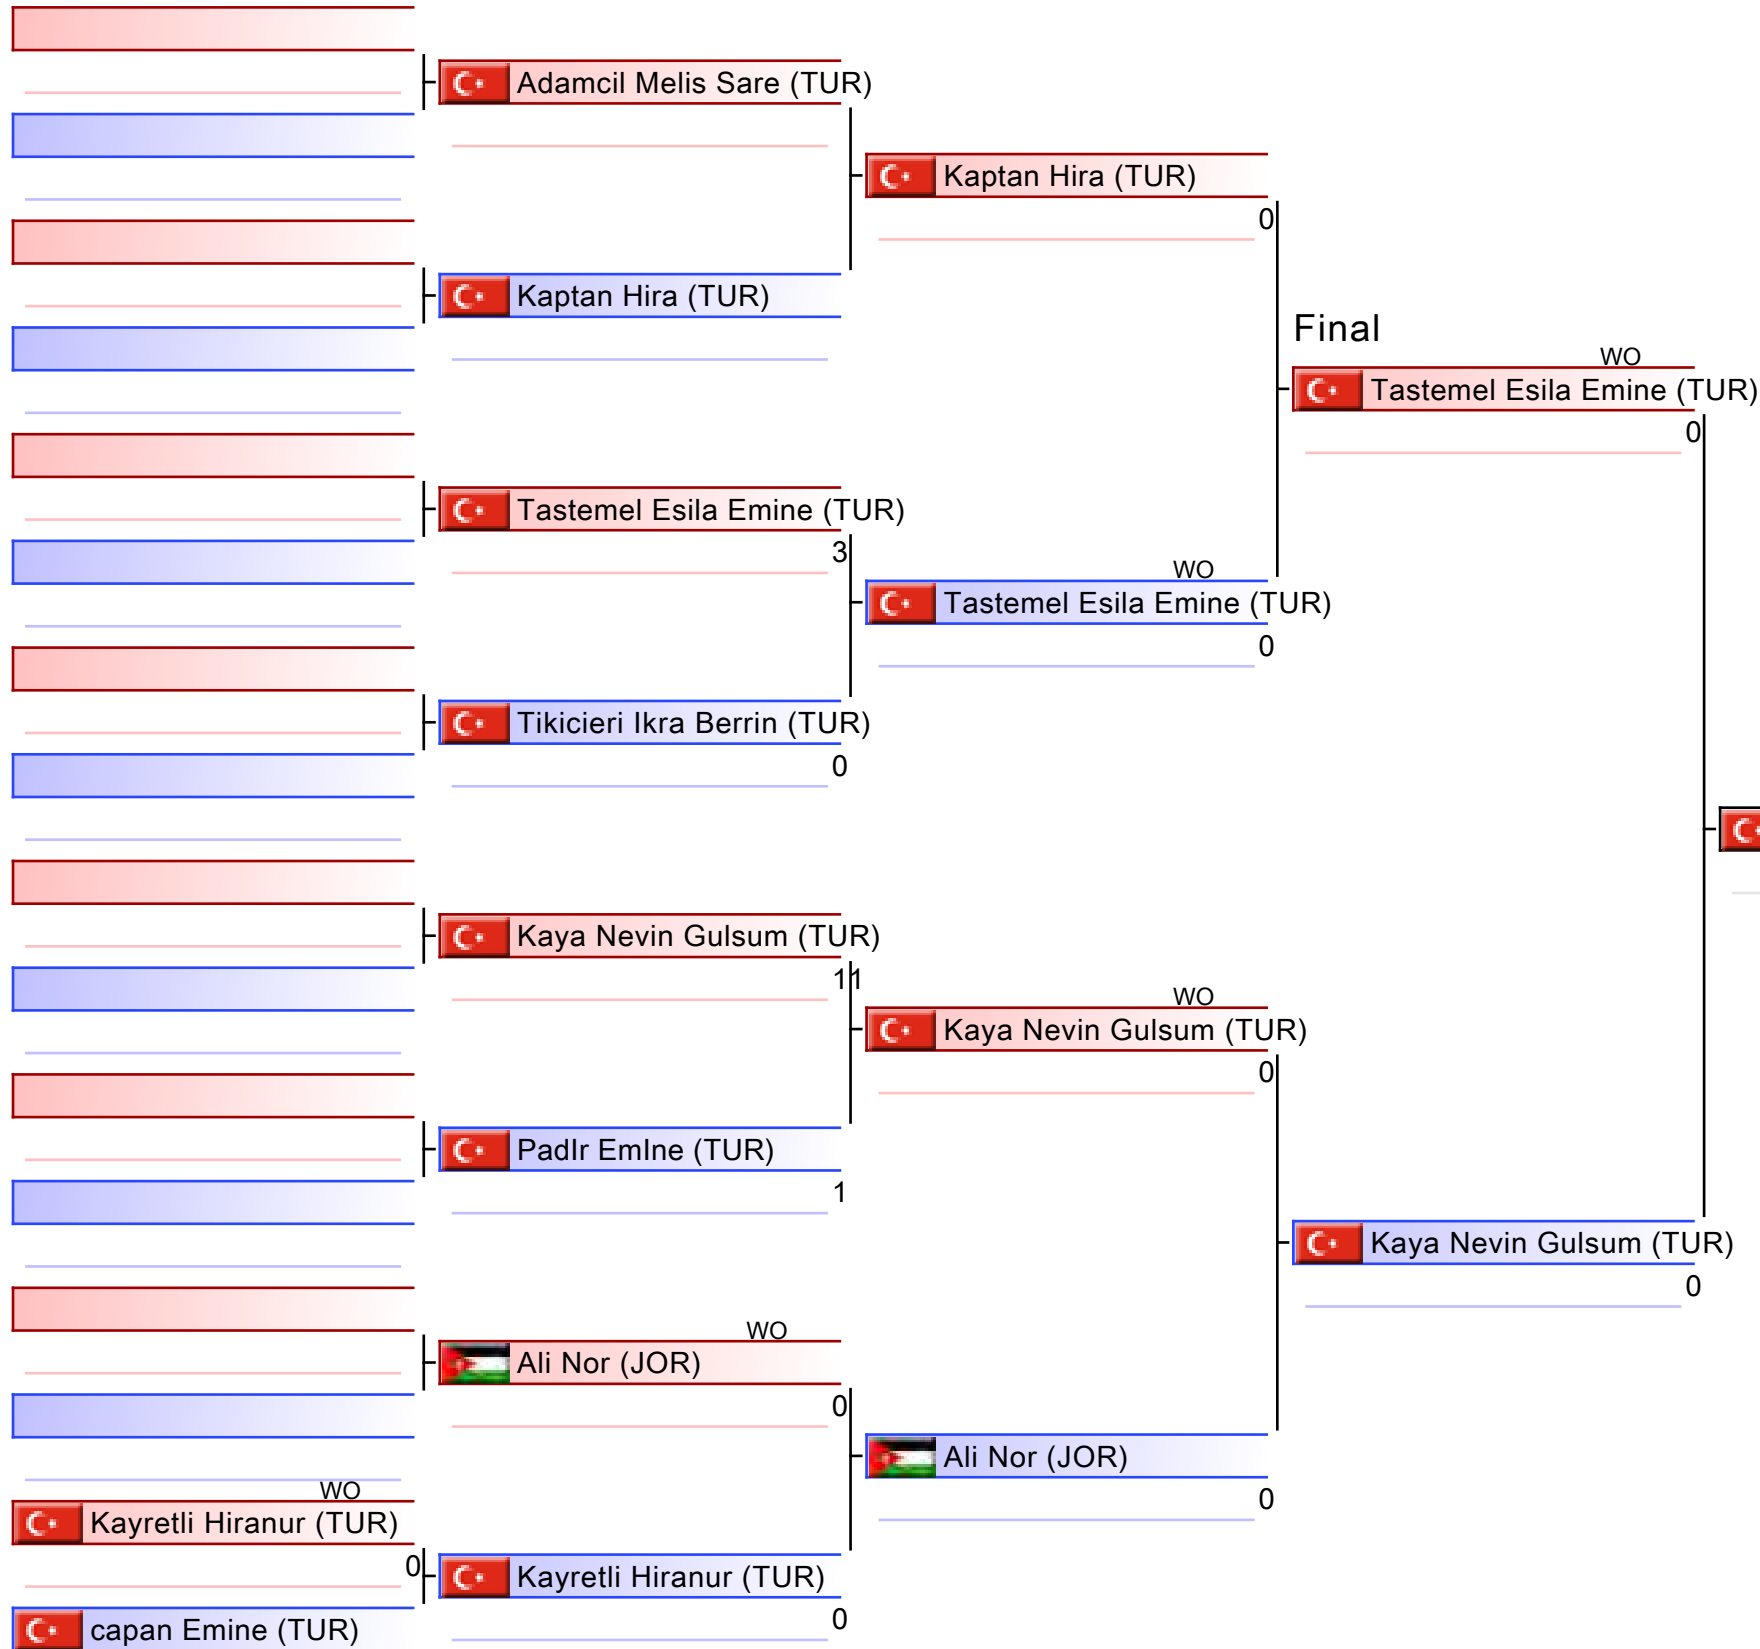 Adamcil Melis Sare (TUR)
Kaptan Hira (TUR)
0
Kaptan Hira (TUR)
Final
WO
Tastemel Esila Emine (TUR)
0
Tastemel Esila Emine (TUR)
3
WO
Tastemel Esila Emine (TUR)
0
Tikicieri Ikra Berrin (TUR)
0
Kaya Nevin Gulsum (TUR)
11
WO
Kaya Nevin Gulsum (TUR)
0
PadIr EmIne (TUR)
1
Kaya Nevin Gulsum (TUR)
0
WO
Ali Nor (JOR)
0
Ali Nor (JOR)
0
WO
Kayretli Hiranur (TUR)
0
Kayretli Hiranur (TUR)
0
capan Emine (TUR)